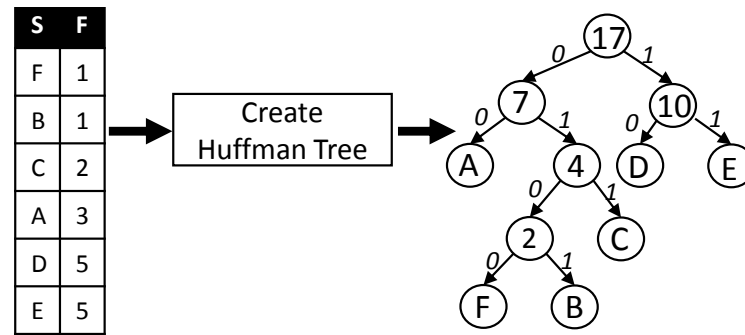 S F
F 1
B 1
C 2
A 3
D 5
E 5
Create
Huffman Tree
17
0 1
7 10
0 1 0 1
A 4 D E
0 1
2 C
0 1
F B